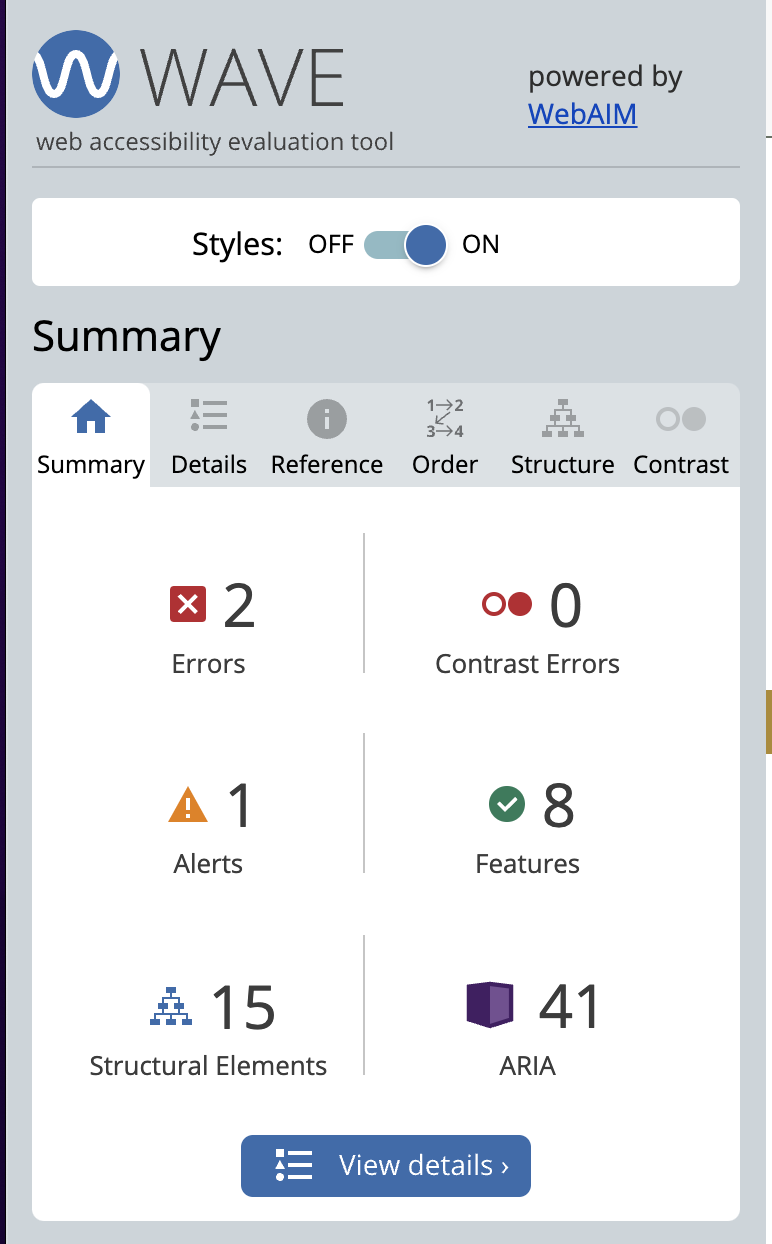 WAVE
powered by
WebAIM
web accessibility evaluation tool
Styles: OFF ON
Summary
1 2
3 4
Summary Details Reference Order Structure Contrast
2 0
Errors Contrast Errors
1 8
Alerts Features
15 41
Structural Elements ARIA
View details ›